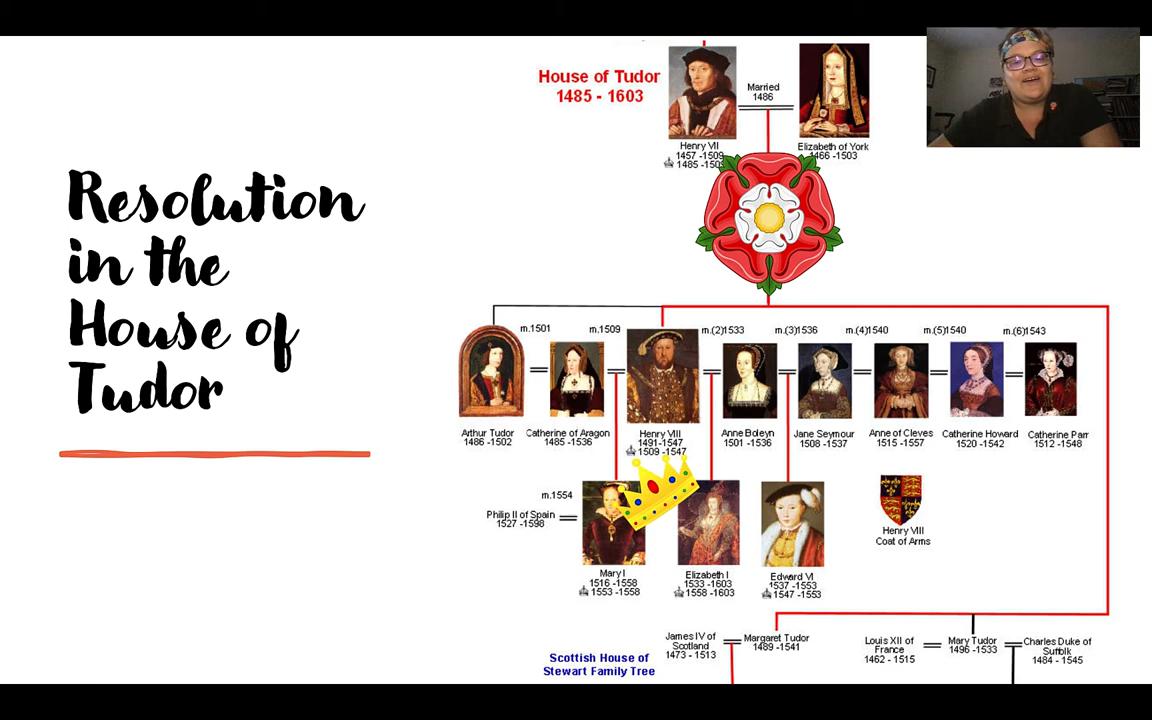 Resolution
in the
House of
Tudor
House of Tudor
1485 - 1603
Married
1486
Henry VII
1457 -1509
1485 -150
Elizabeth of York
1466 -1503
m.1501
m.1509
m.(2)1533
m.(3)1536
m.(4)1540
m.(5)1540
m.(6)1543
Arthur Tudor
1486 -1502
Catherine of Aragon
1485 -1536
Henry VIII
1491-1547
1509 -1547
Anne Boleyn
1501 -1536
Jane Seymour
1508 -1537
Anne of Cleves
1515 -1557
Catherine Howard
1520 -1542
Catherine Parr
1512 -1548
m.1554
Philip II of Spain
1527 -1598
Mary I
1516 -1558
1553 -1558
Elizabeth I
1533 -1603
1558 -1603
Edward VI
1537 -1553
1547 -1553
Henry VIII
Coat of Arms
James IV of
Scotland
1473 - 1513
Margaret Tudor
1489 -1541
Louis XII of
France
1462 - 1515
Mary Tudor
1496 -1533
Charles Duke of
Suffolk
1484 - 1545
Scottish House of
Stewart Family Tree